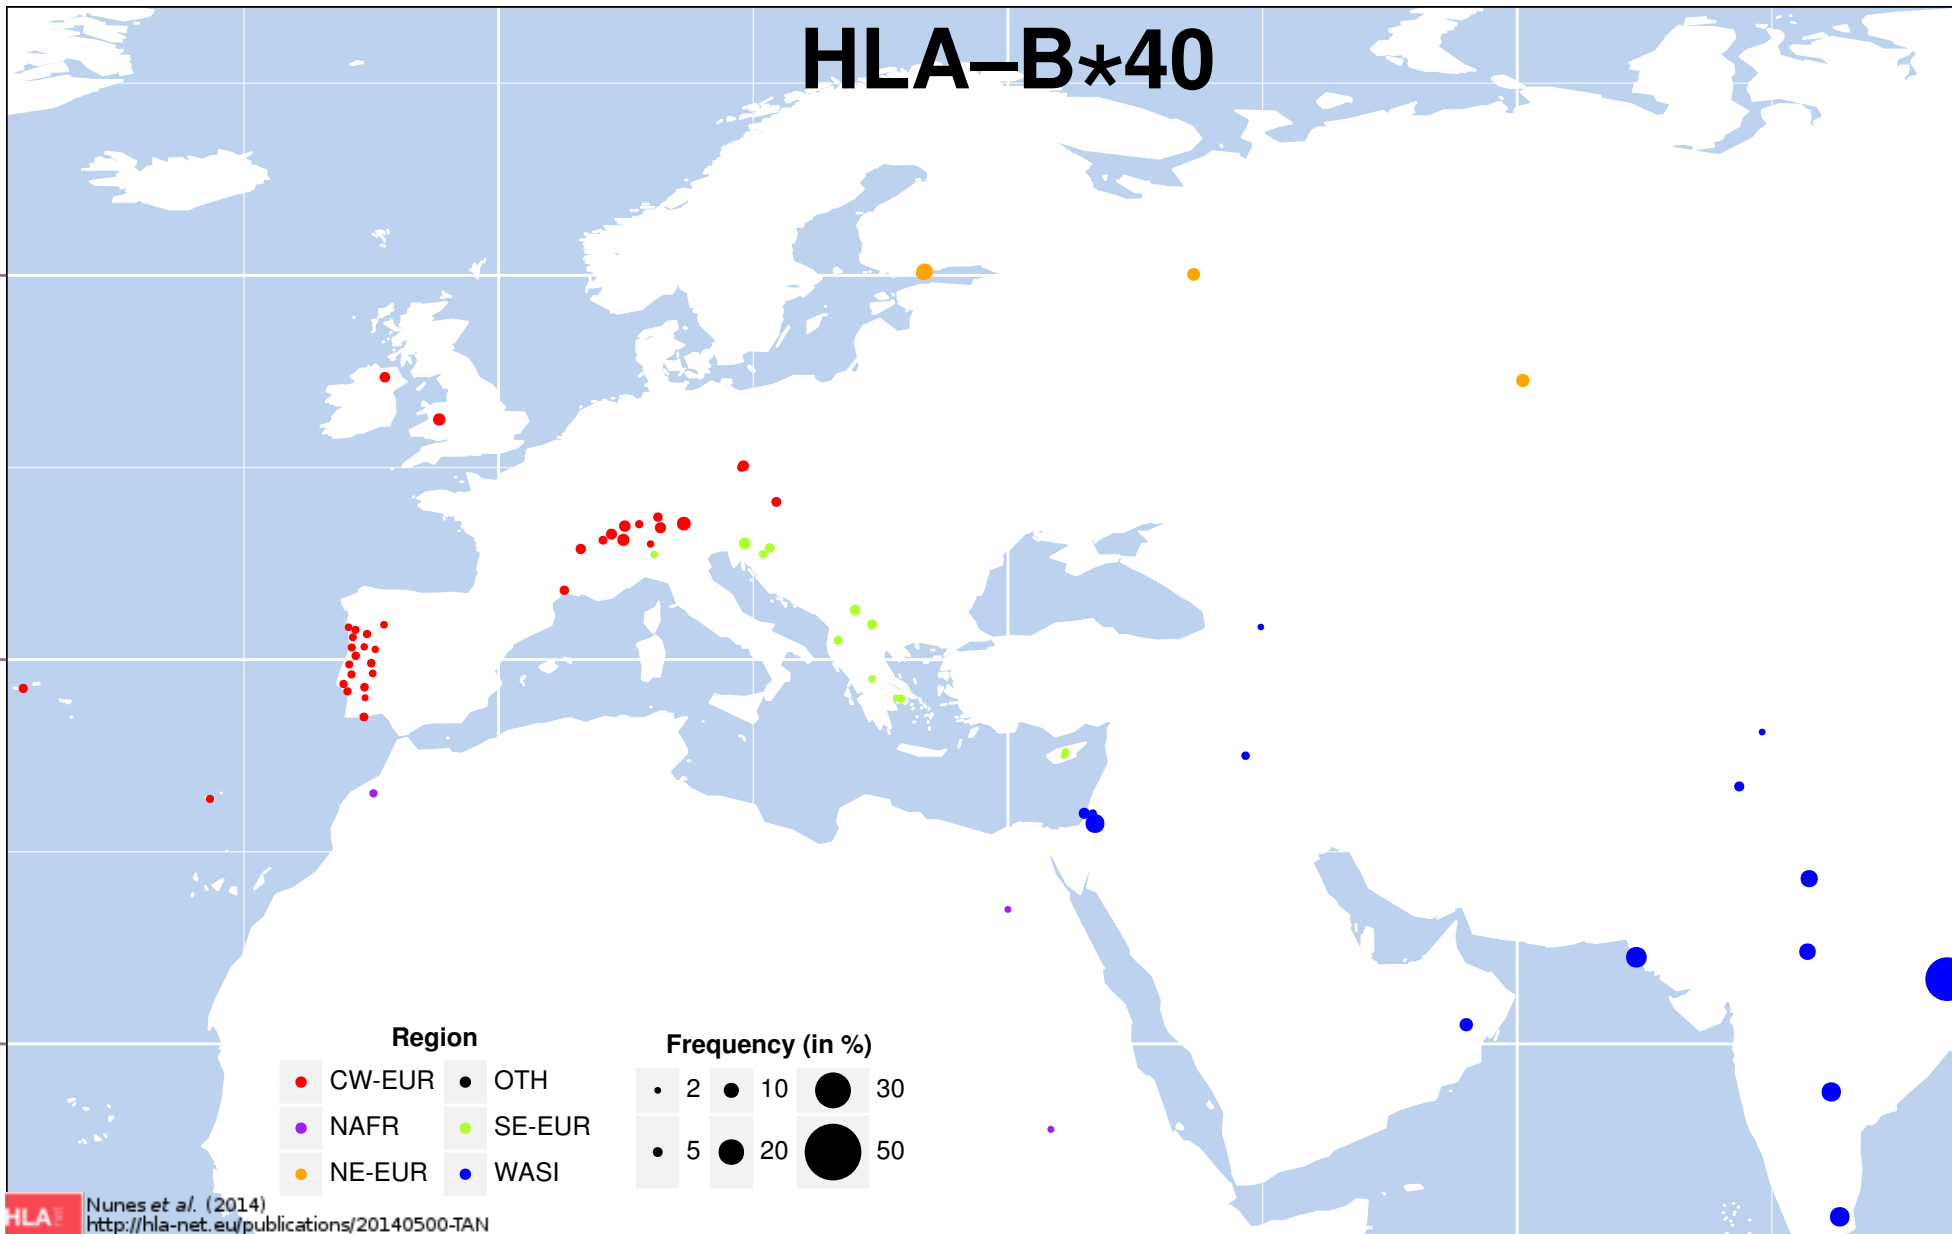 HLA–B*40
Region
CW-EUR OTH
NAFR SE-EUR
NE-EUR WASI
Frequency (in %)
2 10 30
5 20 50
HLA net
Nunes et al. (2014)
http://hla-net.eu/publications/20140500-TAN